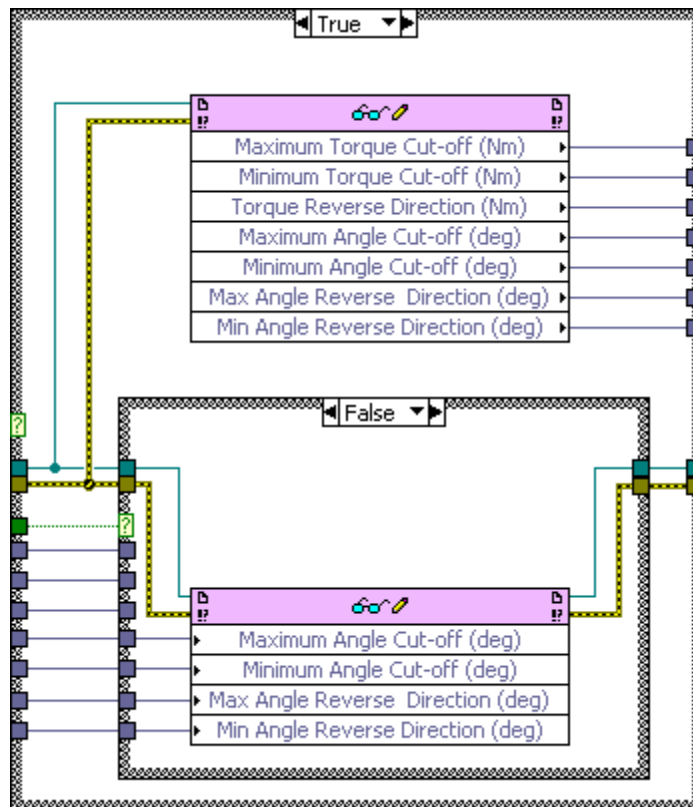 True
!?
!?
Maximum Torque Cut-off (Nm)
Minimum Torque Cut-off (Nm)
Torque Reverse Direction (Nm)
Maximum Angle Cut-off (deg)
Minimum Angle Cut-off (deg)
Max Angle Reverse  Direction (deg)
Min Angle Reverse Direction (deg)
False
?
?
!?
!?
Maximum Angle Cut-off (deg)
Minimum Angle Cut-off (deg)
Max Angle Reverse  Direction (deg)
Min Angle Reverse Direction (deg)